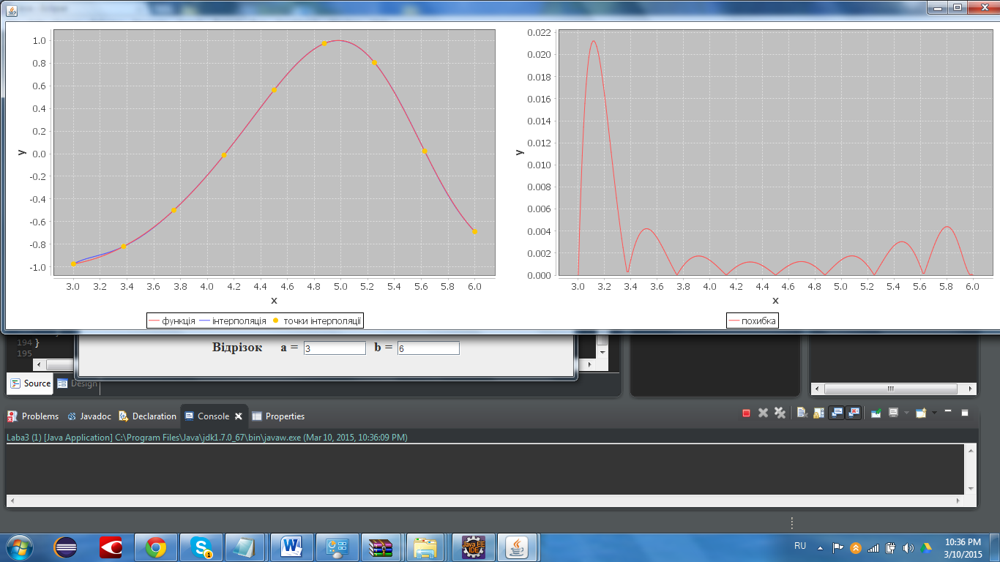 y
1.0
0.8
0.6
0.4
0.2
0.0
-0.2
-0.4
-0.6
-0.8
-1.0
3.0 3.2 3.4 3.6 3.8 4.0 4.2 4.4 4.6 4.8 5.0 5.2 5.4 5.6 5.8 6.0
x
функція інтерполяція точки інтерполяції
y
0.022
0.020
0.018
0.016
0.014
0.012
0.010
0.008
0.006
0.004
0.002
0.000
3.0 3.2 3.4 3.6 3.8 4.0 4.2 4.4 4.6 4.8 5.0 5.2 5.4 5.6 5.8 6.0
x
похибка
194 }
195
Відрізок a = 3 b = 6
Source Design
Problems Javadoc Declaration Console Properties
Laba3 (1) [Java Application] C:\Program Files\Java\jdk1.7.0_67\bin\javaw.exe (Mar 10, 2015, 10:36:09 PM)
Java EE
IDE
1
RU
10:36 PM
3/10/2015